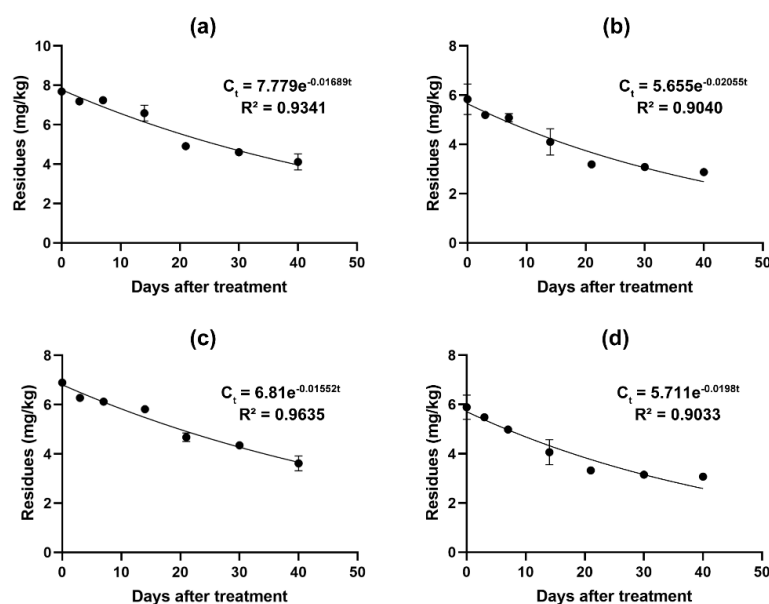 (a)
C_t = 7.779e^-0.01689t
R² = 0.9341
Residues (mg/kg)
10
8
6
4
2
0
0 10 20 30 40 50
Days after treatment
(b)
C_t = 5.655e^-0.02055t
R² = 0.9040
Residues (mg/kg)
8
6
4
2
0
0 10 20 30 40 50
Days after treatment
(c)
C_t = 6.81e^-0.01552t
R² = 0.9635
Residues (mg/kg)
8
6
4
2
0
0 10 20 30 40 50
Days after treatment
(d)
C_t = 5.711e^-0.0198t
R² = 0.9033
Residues (mg/kg)
8
6
4
2
0
0 10 20 30 40 50
Days after treatment